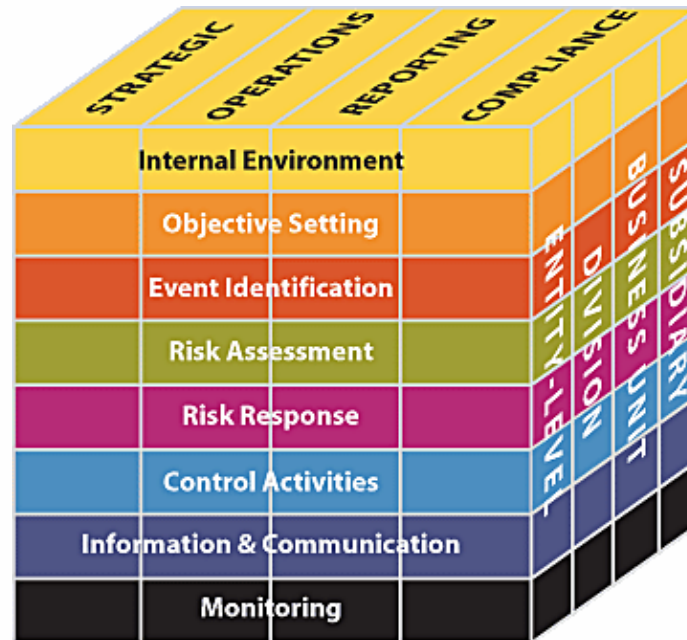 STRATEGIC
OPERATIONS
REPORTING
COMPLIANCE
Internal Environment
Objective Setting
Event Identification
Risk Assessment
Risk Response
Control Activities
Information & Communication
Monitoring
ENTITY-LEVEL
DIVISION
BUSINESS UNIT
SUBSIDIARY